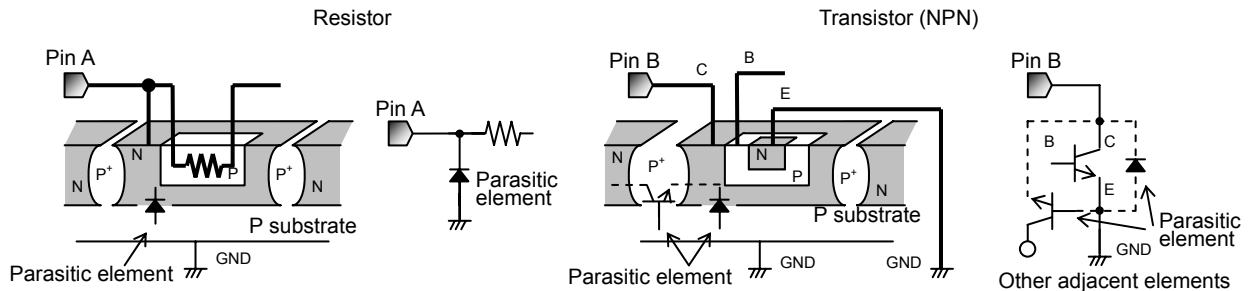 Resistor
Transistor (NPN)
Pin A
Pin B
C
B
E
Pin B
Pin A
N
P
N
P+
P+
N
Parasitic
element
P substrate
GND
Parasitic element
N
P+
N
P
P+
N
P substrate
GND
GND
Parasitic element
B
C
E
Parasitic
element
GND
Other adjacent elements